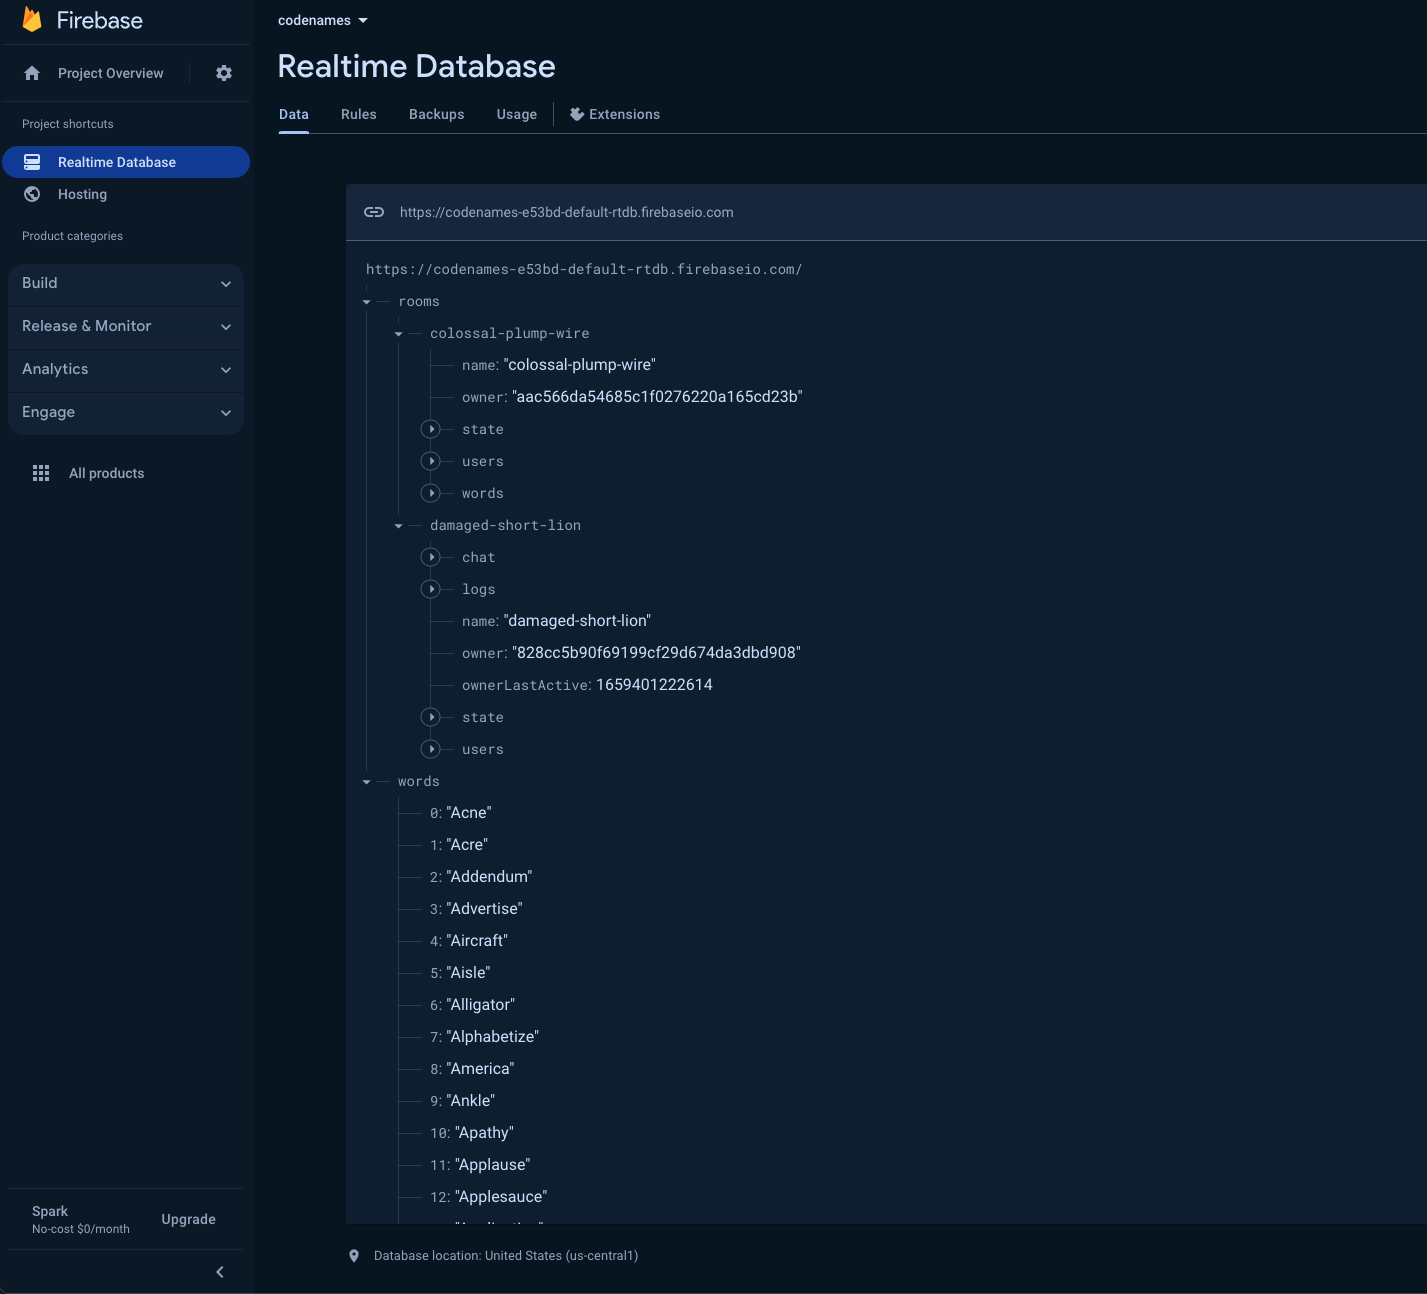 Firebase
Project Overview
Project shortcuts
Realtime Database
Hosting
Product categories
Build
Release & Monitor
Analytics
Engage
All products
Spark
No-cost $0/month
Upgrade
codenames
Realtime Database
Data Rules Backups Usage Extensions
https://codenames-e53bd-default-rtdb.firebaseio.com
https://codenames-e53bd-default-rtdb.firebaseio.com/
rooms
colossal-plump-wire
name: "colossal-plump-wire"
owner: "aac566da54685c1f0276220a165cd23b"
state
users
words
damaged-short-lion
chat
logs
name: "damaged-short-lion"
owner: "828cc5b90f69199cf29d674da3dbd908"
ownerLastActive: 1659401222614
state
users
words
0: "Acne"
1: "Acre"
2: "Addendum"
3: "Advertise"
4: "Aircraft"
5: "Aisle"
6: "Alligator"
7: "Alphabetize"
8: "America"
9: "Ankle"
10: "Apathy"
11: "Applause"
12: "Applesauce"
Database location: United States (us-central1)